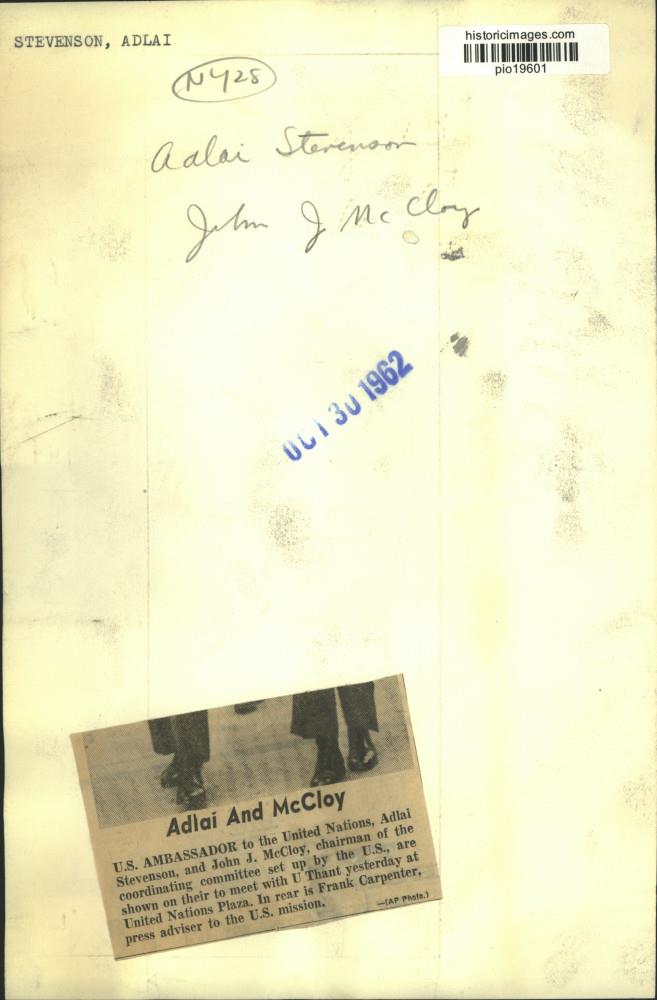 STEVENSON, ADLAI
historicimages.com
pio19601
NY28
Adlai Stevenson
John J McCloy
OCT 30 1962
Adlai And McCloy
U.S. AMBASSADOR to the United Nations, Adlai
Stevenson, and John J. McCloy, chairman of the
coordinating committee set up by the U.S., are
shown on their to meet with U Thant yesterday at
United Nations Plaza. In rear is Frank Carpenter,
press adviser to the U.S. mission.
—(AP Photo.)